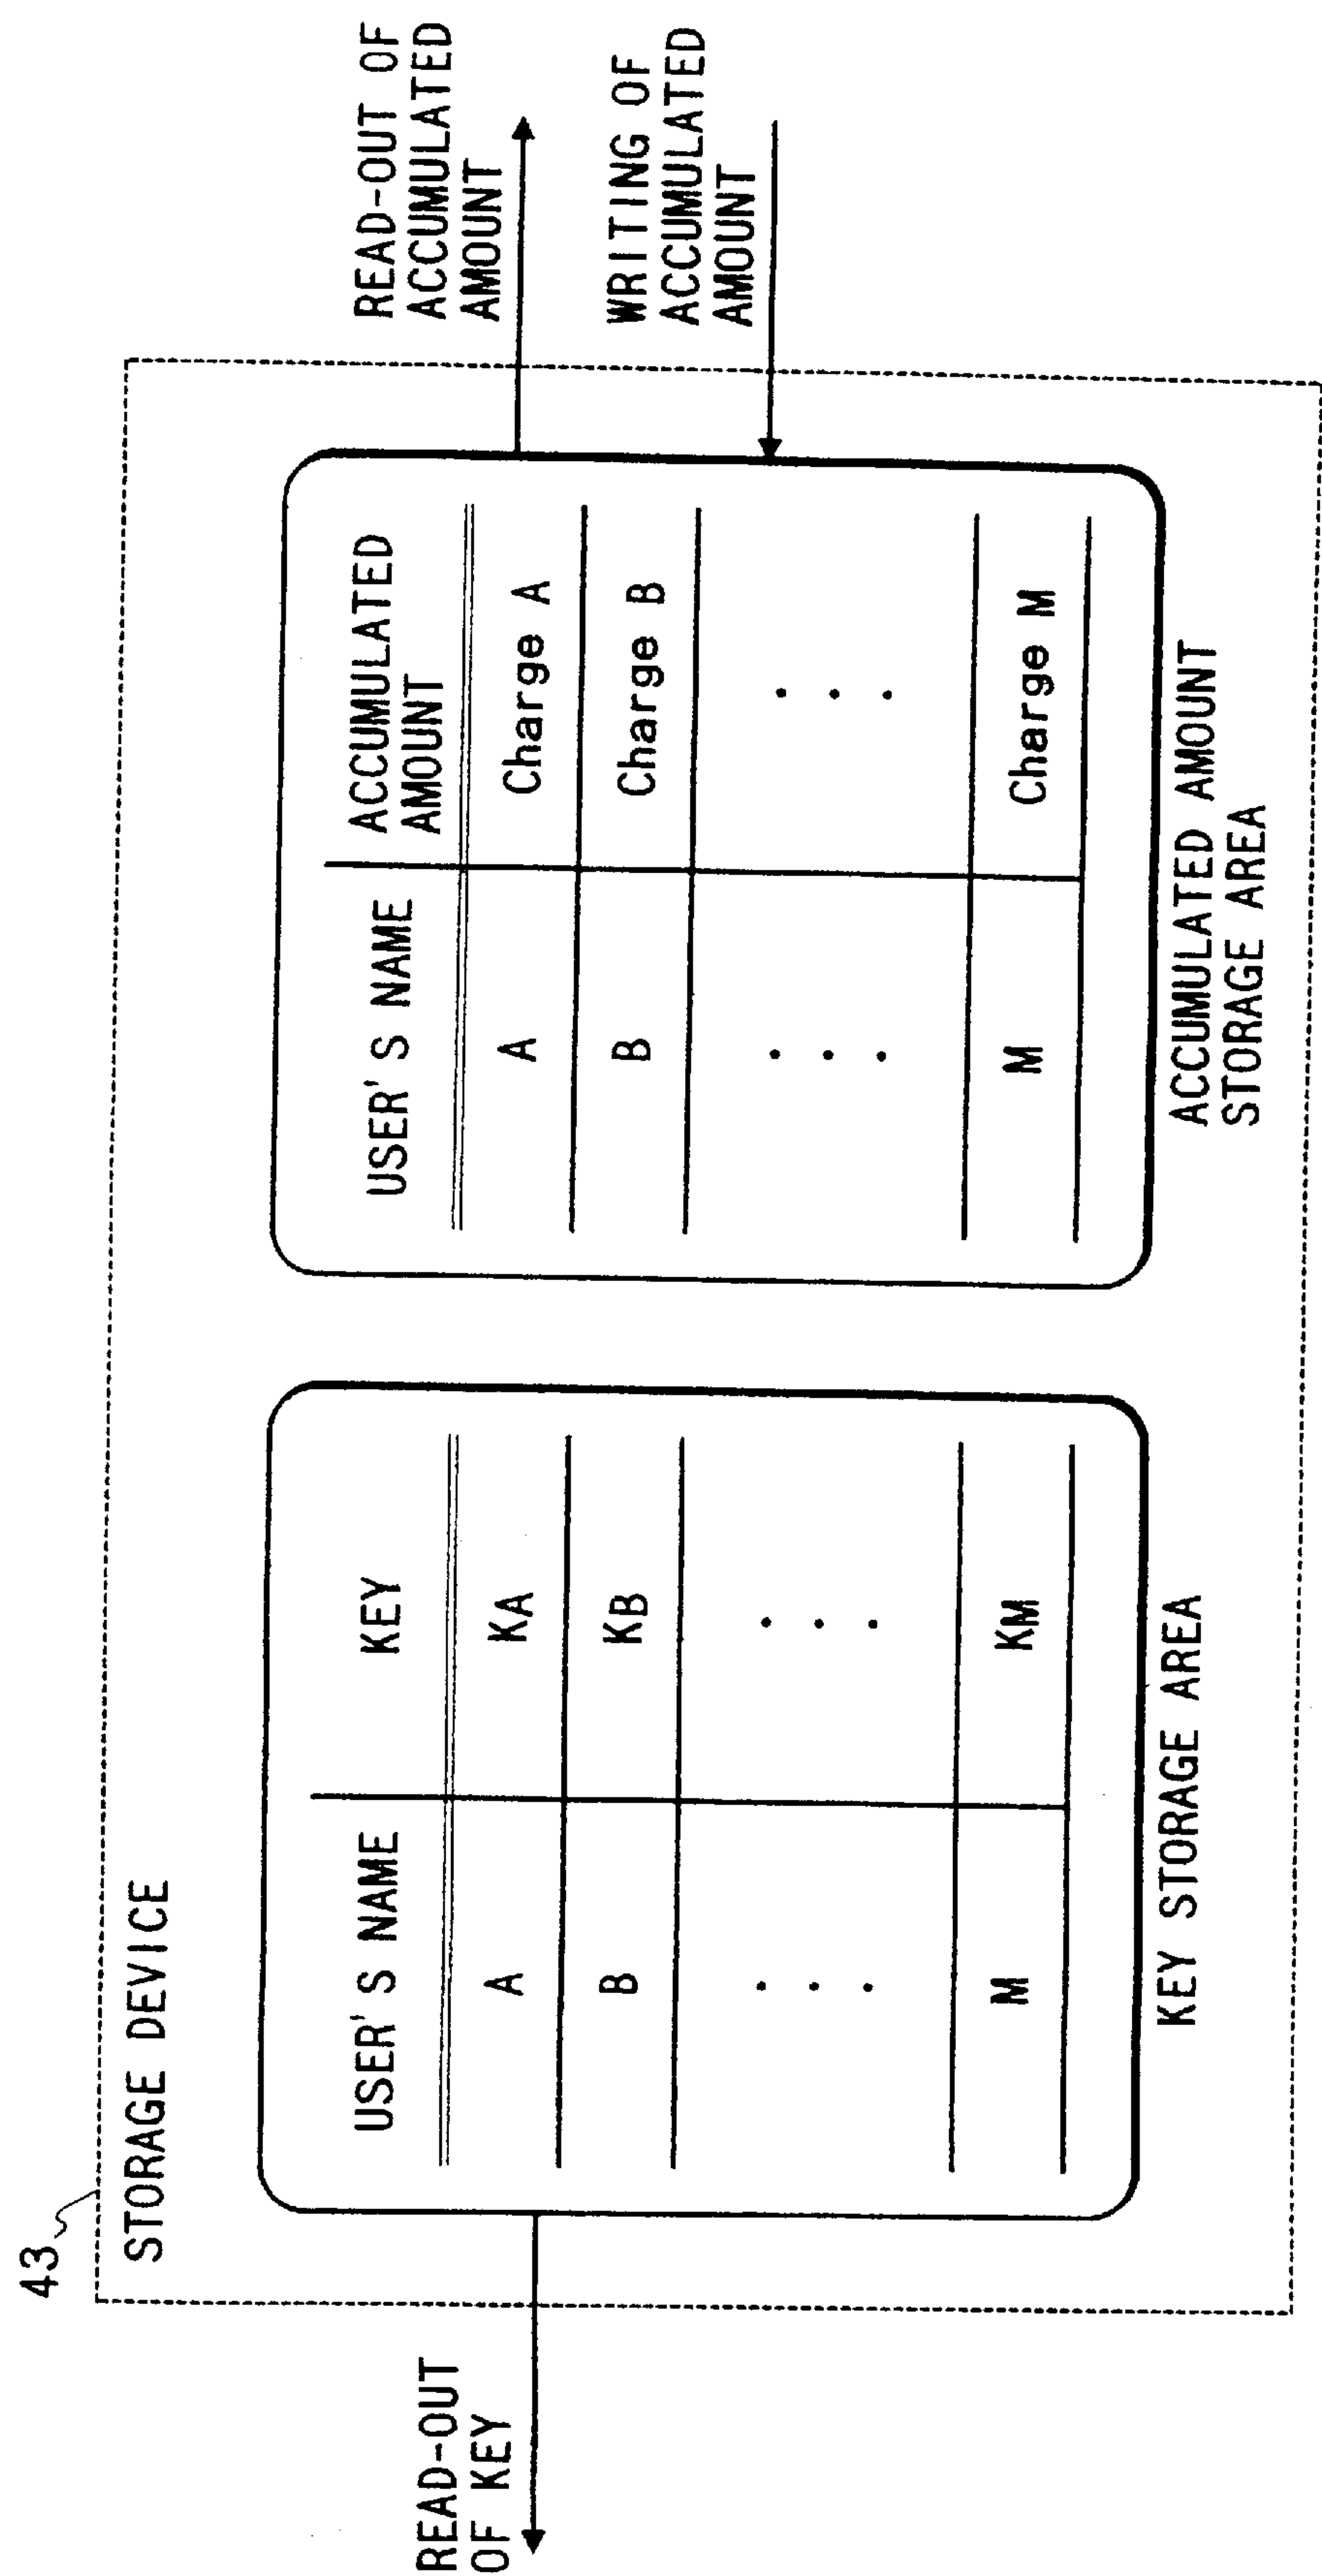 43
STORAGE DEVICE
READ-OUT
OF KEY
USER'S NAME KEY
A KA
B KB
. . . . . .
M KM
KEY STORAGE AREA
USER'S NAME ACCUMULATED
AMOUNT
A Charge A
B Charge B
. . . . . .
M Charge M
ACCUMULATED AMOUNT
STORAGE AREA
READ-OUT OF
ACCUMULATED
AMOUNT
WRITING OF
ACCUMULATED
AMOUNT